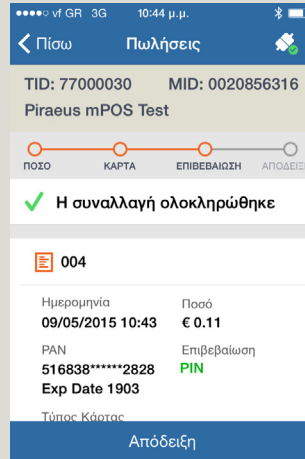 vf GR 3G 10:44 μ.μ.
Πίσω Πωλήσεις
TID: 77000030 MID: 0020856316
Piraeus mPOS Test
ΠΟΣΟ ΚΑΡΤΑ ΕΠΙΒΕΒΑΙΩΣΗ ΑΠΟΔΕΙΞ
Η συναλλαγή ολοκληρώθηκε
004
Ημερομηνία Ποσό
09/05/2015 10:43 € 0.11
PAN Επιβεβαίωση
516838******2828 PIN
Exp Date 1903
Τύπος Κάρτας
Απόδειξη